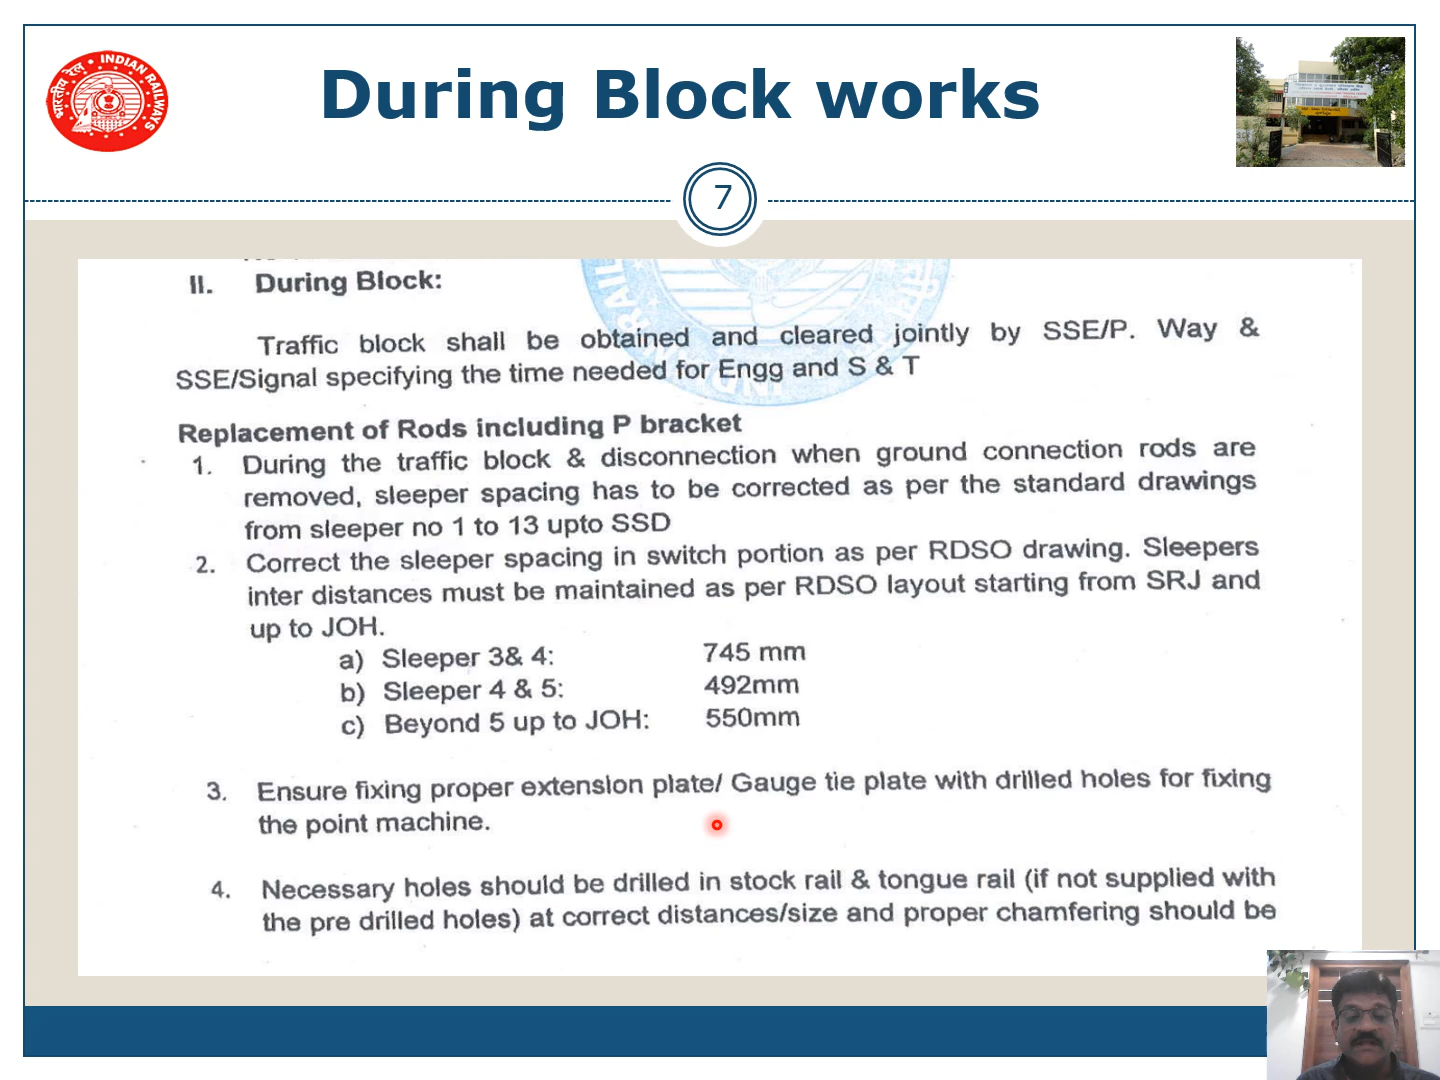 भारतीय रेल • INDIAN RAILWAYS
During Block works
7
II. During Block:
Traffic block shall be obtained and cleared jointly by SSE/P. Way &
SSE/Signal specifying the time needed for Engg and S & T
Replacement of Rods including P bracket
1. During the traffic block & disconnection when ground connection rods are
removed, sleeper spacing has to be corrected as per the standard drawings
from sleeper no 1 to 13 upto SSD
2. Correct the sleeper spacing in switch portion as per RDSO drawing. Sleepers
inter distances must be maintained as per RDSO layout starting from SRJ and
up to JOH.
a) Sleeper 3& 4: 745 mm
b) Sleeper 4 & 5: 492mm
c) Beyond 5 up to JOH: 550mm
3. Ensure fixing proper extension plate/ Gauge tie plate with drilled holes for fixing
the point machine.
4. Necessary holes should be drilled in stock rail & tongue rail (if not supplied with
the pre drilled holes) at correct distances/size and proper chamfering should be